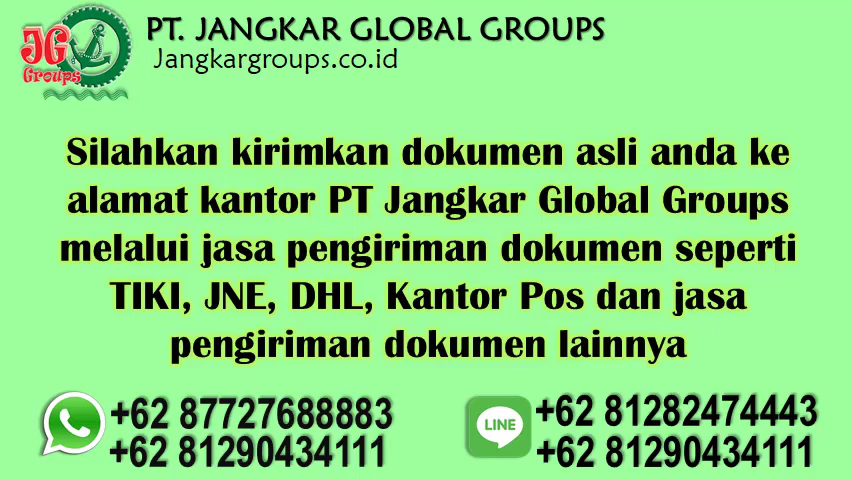 JG
Groups
PT. JANGKAR GLOBAL GROUPS
Jangkargroups.co.id
Silahkan kirimkan dokumen asli anda ke
alamat kantor PT Jangkar Global Groups
melalui jasa pengiriman dokumen seperti
TIKI, JNE, DHL, Kantor Pos dan jasa
pengiriman dokumen lainnya
+62 87727688883
+62 81290434111
LINE
+62 81282474443
+62 81290434111